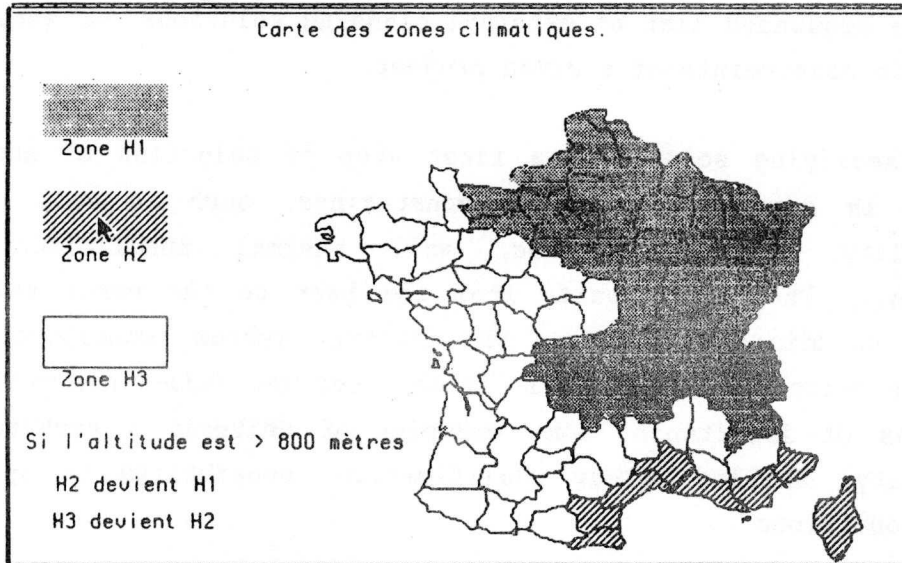 Carte des zones climatiques.
Zone H1
Zone H2
Zone H3
Si l'altitude est > 800 mètres
H2 devient H1
H3 devient H2